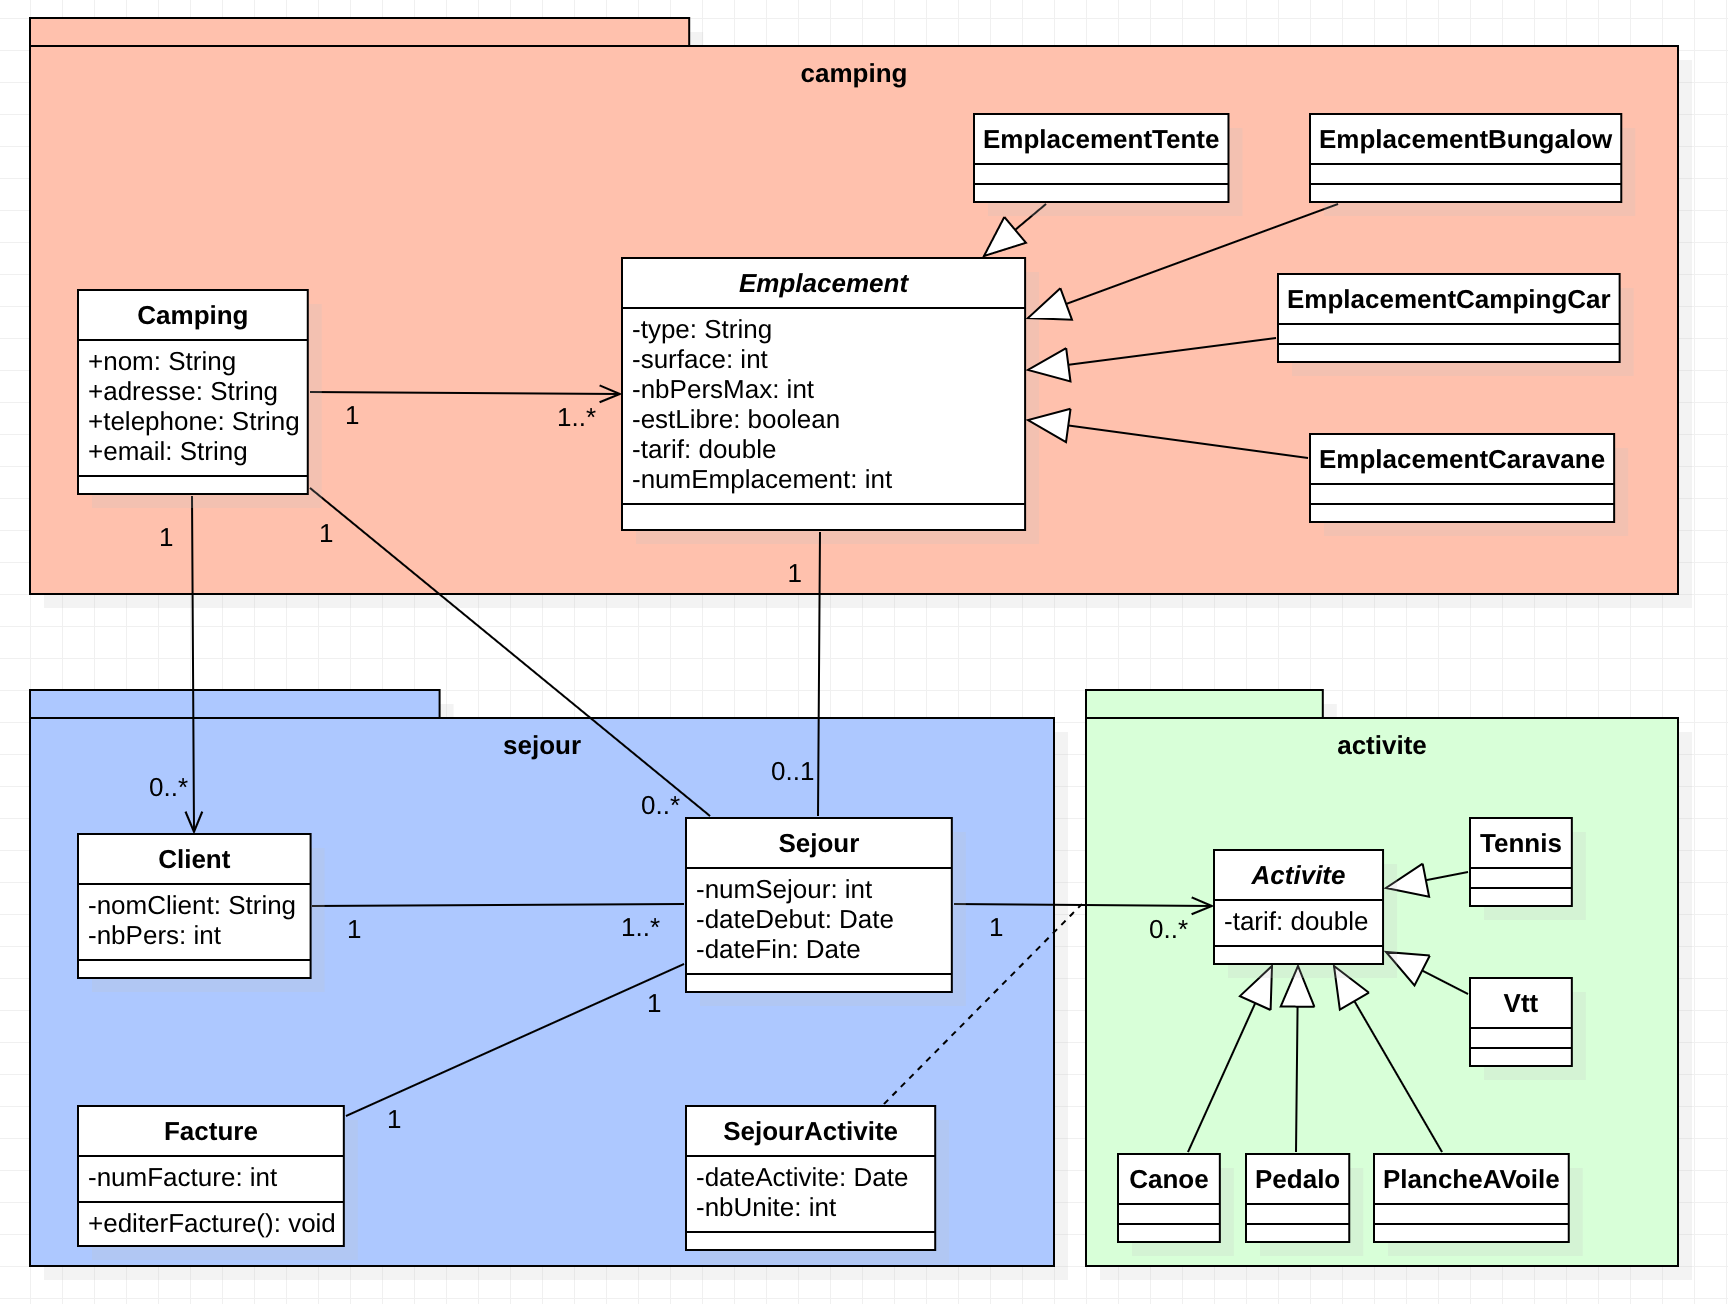 camping
EmplacementTente
EmplacementBungalow
Emplacement
-type: String
-surface: int
-nbPersMax: int
-estLibre: boolean
-tarif: double
-numEmplacement: int
EmplacementCampingCar
EmplacementCaravane
Camping
+nom: String
+adresse: String
+telephone: String
+email: String
1
1..*
1
1
1
sejour
0..*
0..*
0..1
Client
-nomClient: String
-nbPers: int
1
1..*
Sejour
-numSejour: int
-dateDebut: Date
-dateFin: Date
1
1
1
Facture
-numFacture: int
+editerFacture(): void
SejourActivite
-dateActivite: Date
-nbUnite: int
activite
0..*
Activite
-tarif: double
Tennis
Vtt
Canoe
Pedalo
PlancheAVoile